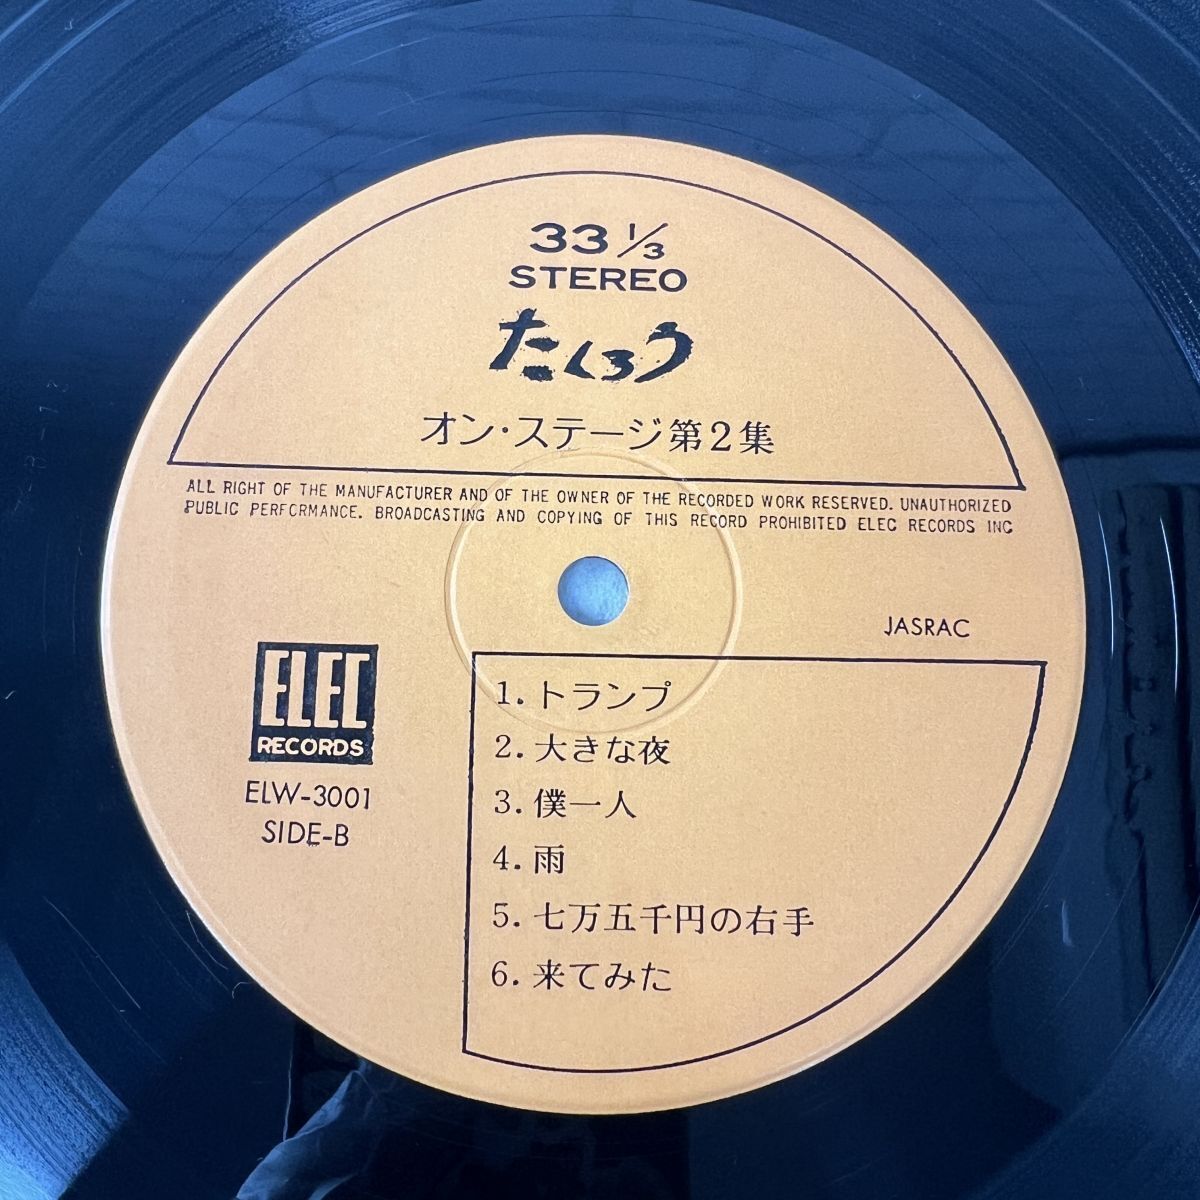 33 1/3
STEREO
たくろう
オン・ステージ第2集
ALL RIGHT OF THE MANUFACTURER AND OF THE OWNER OF THE RECORDED WORK RESERVED. UNAUTHORIZED
PUBLIC PERFORMANCE. BROADCASTING AND COPYING OF THIS RECORD PROHIBITED ELEC RECORDS INC
JASRAC
ELEC
RECORDS
ELW-3001
SIDE-B
1. トランプ
2. 大きな夜
3. 僕一人
4. 雨
5. 七万五千円の右手
6. 来てみた